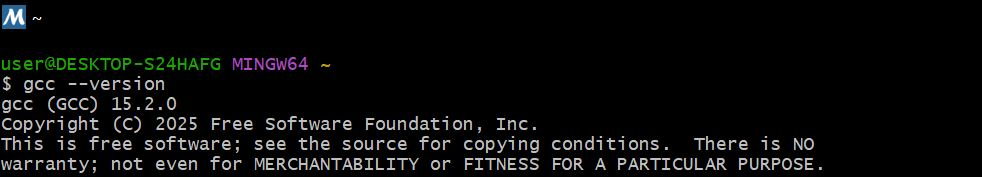 M ~
user@DESKTOP-S24HAFG MINGW64 ~
$ gcc --version
gcc (GCC) 15.2.0
Copyright (C) 2025 Free Software Foundation, Inc.
This is free software; see the source for copying conditions.  There is NO
warranty; not even for MERCHANTABILITY or FITNESS FOR A PARTICULAR PURPOSE.